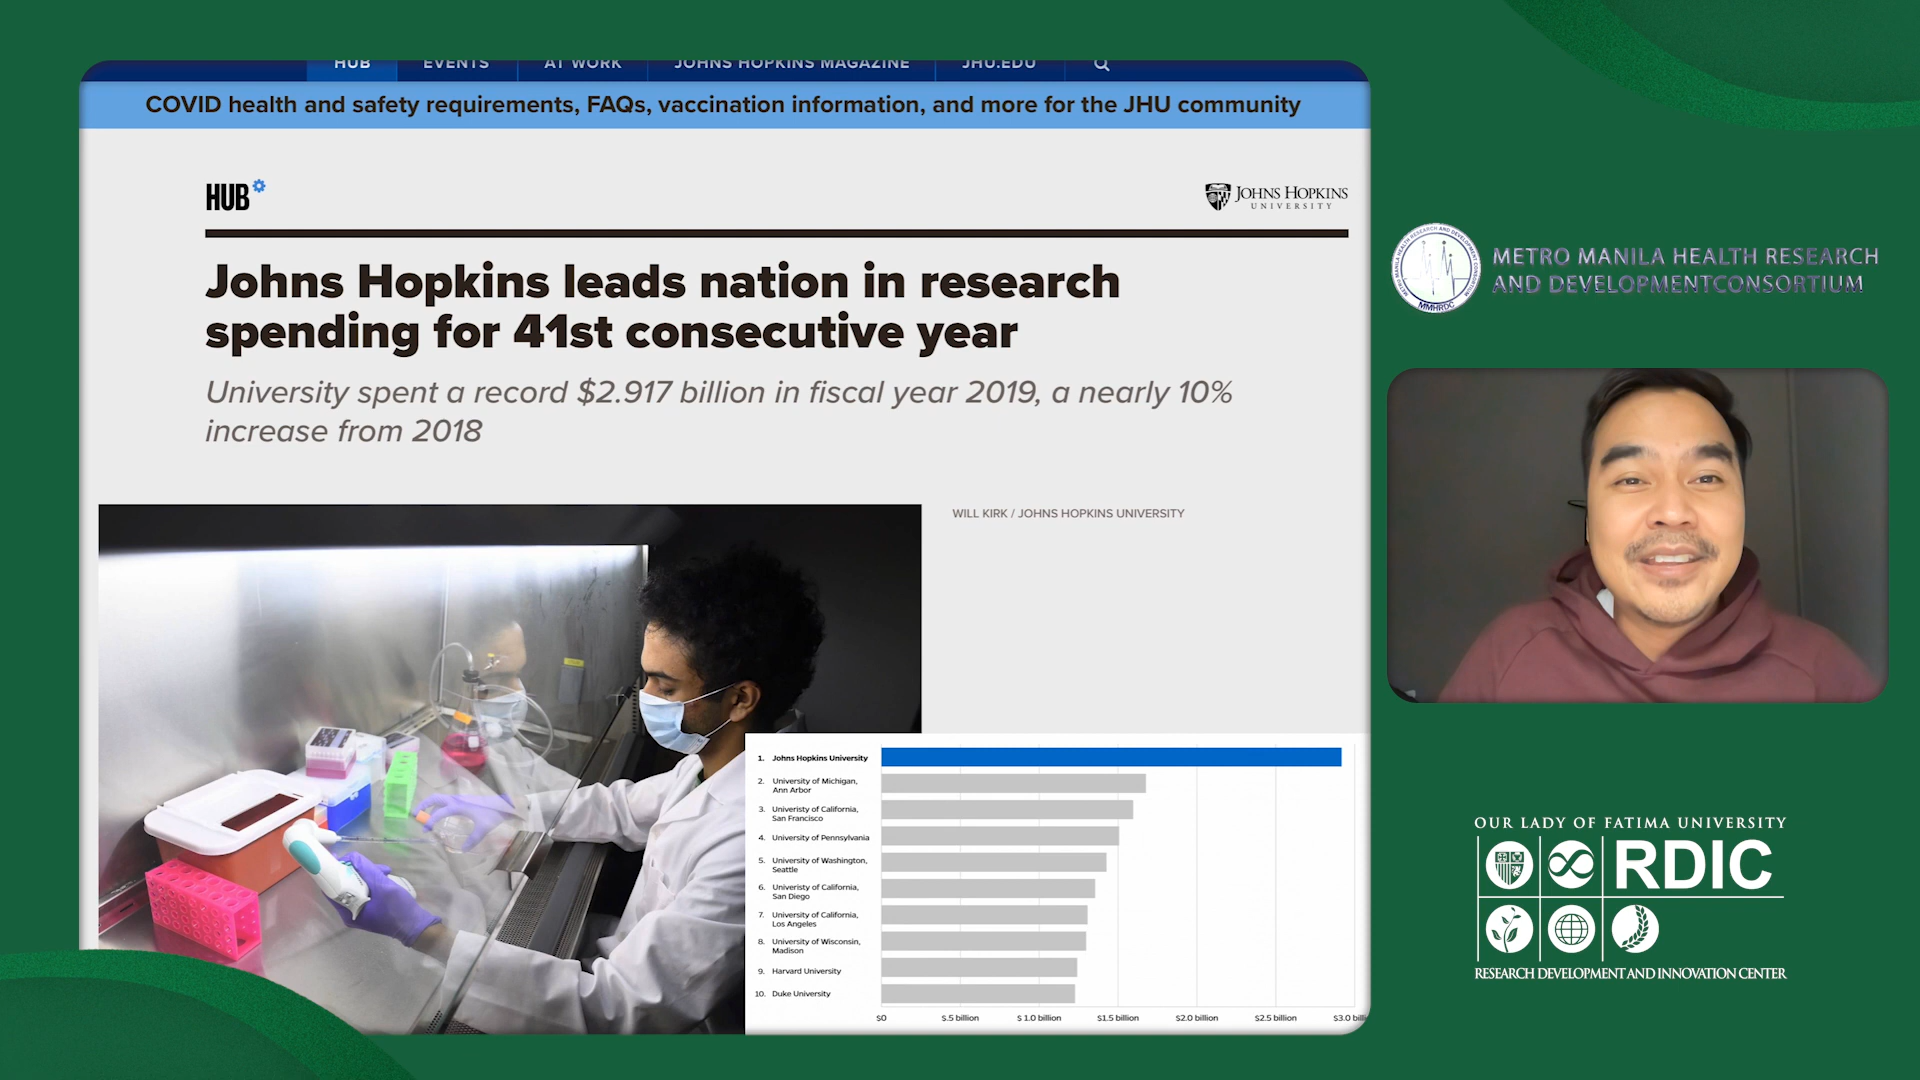 HUB EVENTS AT WORK JOHNS HOPKINS MAGAZINE JHU.EDU
COVID health and safety requirements, FAQs, vaccination information, and more for the JHU community
HUB
JOHNS HOPKINS
UNIVERSITY
Johns Hopkins leads nation in research
spending for 41st consecutive year
University spent a record $2.917 billion in fiscal year 2019, a nearly 10%
increase from 2018
WILL KIRK / JOHNS HOPKINS UNIVERSITY
1. Johns Hopkins University
2. University of Michigan,
Ann Arbor
3. Univeristy of California,
San Francisco
4. University of Pennsylvania
5. University of Washington,
Seattle
6. Univeristy of California,
San Diego
7. University of California,
Los Angeles
8. University of Wisconsin,
Madison
9. Harvard University
10. Duke University
$0 $.5 billion $ 1.0 billion $1.5 billion $2.0 billion $2.5 billion $3.0 billi
METRO MANILA HEALTH RESEARCH
AND DEVELOPMENTCONSORTIUM
MMHRDC
OUR LADY OF FATIMA UNIVERSITY
RDIC
RESEARCH DEVELOPMENT AND INNOVATION CENTER